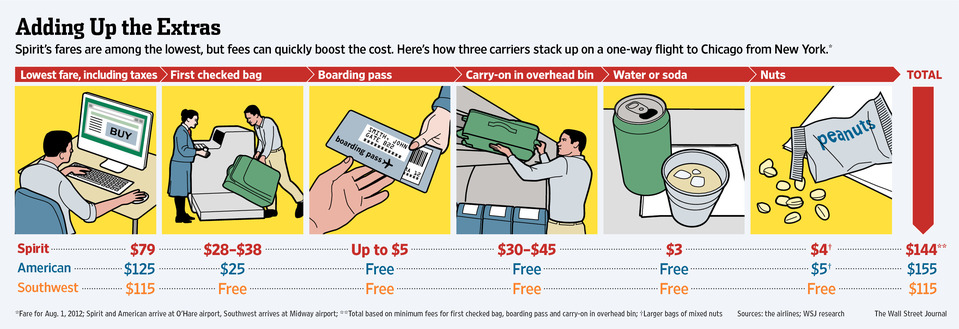 Adding Up the Extras
Spirit's fares are among the lowest, but fees can quickly boost the cost. Here's how three carriers stack up on a one-way flight to Chicago from New York.*
Lowest fare, including taxes First checked bag Boarding pass Carry-on in overhead bin Water or soda Nuts TOTAL
BUY
SMITH, JOHN
GATE B22
boarding pass
peanuts
Spirit $79 $28–$38 Up to $5 $30–$45 $3 $4† $144**
American $125 $25 Free Free Free $5† $155
Southwest $115 Free Free Free Free Free $115
*Fare for Aug. 1, 2012; Spirit and American arrive at O'Hare airport, Southwest arrives at Midway airport; **Total based on minimum fees for first checked bag, boarding pass and carry-on in overhead bin; †Larger bags of mixed nuts Sources: the airlines; WSJ research The Wall Street Journal